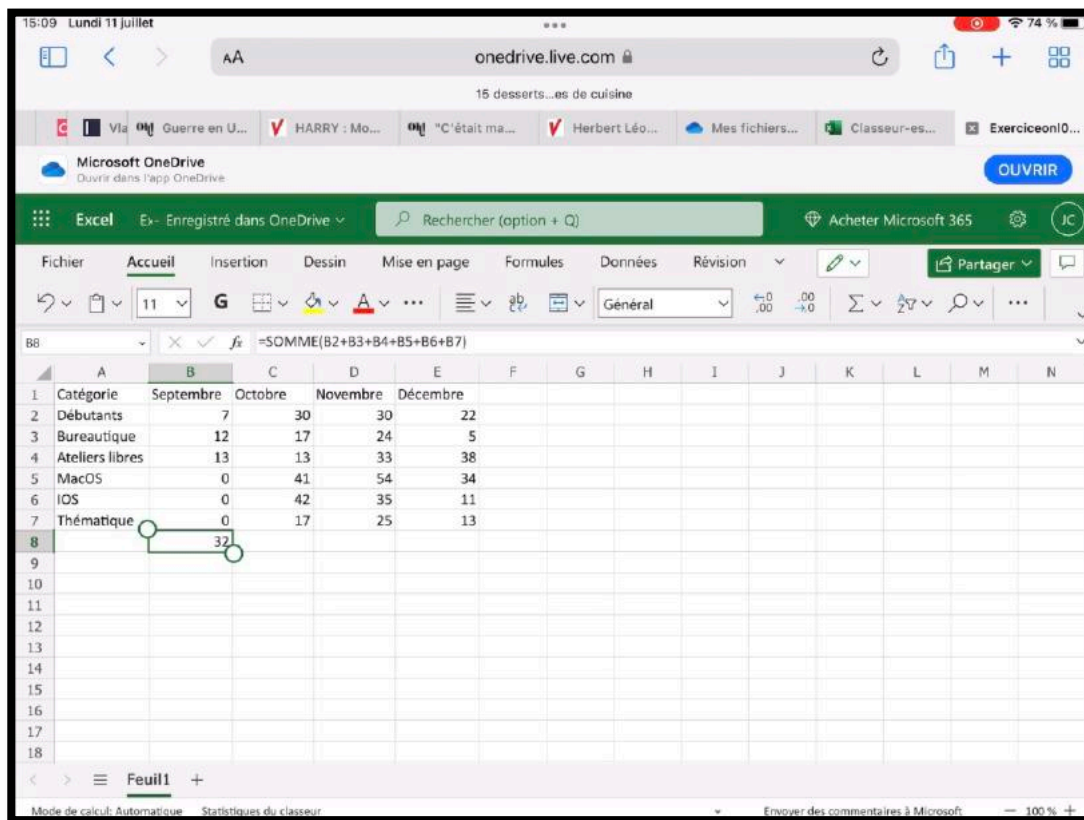 15:09 Lundi 11 juillet 74 %
AA onedrive.live.com
15 desserts...es de cuisine
Vla Oh! Guerre en U... V HARRY : Mo... Oh! "C'était ma... V Herbert Léo... Mes fichiers... Classeur-es... Exerciceonl0...
Microsoft OneDrive
Ouvrir dans l'app OneDrive
OUVRIR
Excel Ex- Enregistré dans OneDrive Rechercher (option + Q) Acheter Microsoft 365 JC
Fichier Accueil Insertion Dessin Mise en page Formules Données Révision Partager
11 G A ab Général
B8 fx =SOMME(B2+B3+B4+B5+B6+B7)
A B C D E F G H I J K L M N
1 Catégorie Septembre Octobre Novembre Décembre
2 Débutants 7 30 30 22
3 Bureautique 12 17 24 5
4 Ateliers libres 13 13 33 38
5 MacOS 0 41 54 34
6 IOS 0 42 35 11
7 Thématique 0 17 25 13
8 32
9
10
11
12
13
14
15
16
17
18
Feuil1 +
Mode de calcul: Automatique Statistiques du classeur Envoyer des commentaires à Microsoft — 100 % +